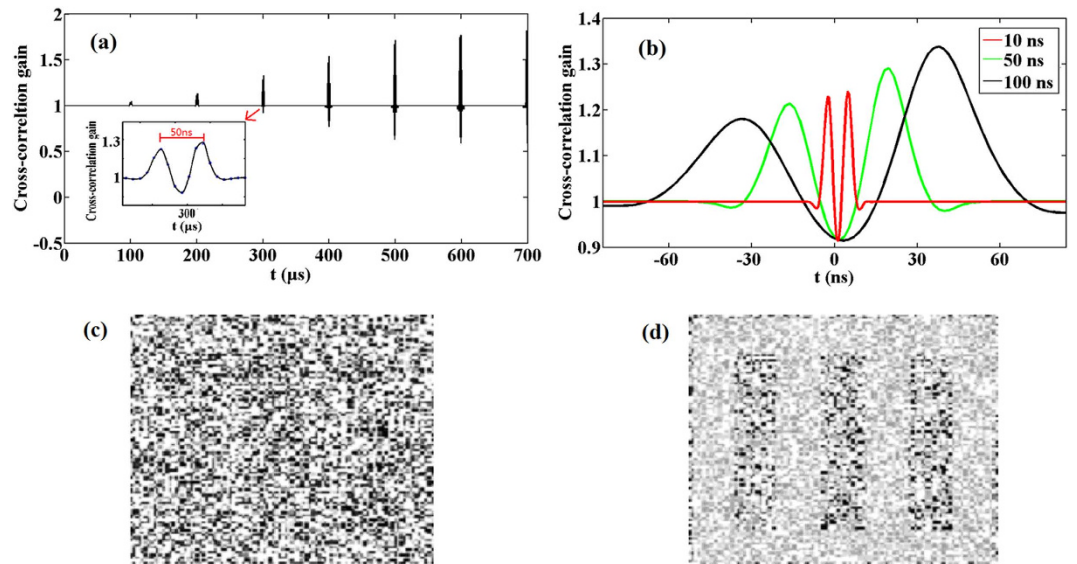 (a)
Cross-correltion gain
2
1.5
1
0.5
0
-0.5
0 100 200 300 400 500 600 700
t (µs)
50ns
Cross-correlation gain
1.3
1
300
t (µs)
(b)
Cross-correlation gain
1.4
1.3
1.2
1.1
1.0
0.9
-60 -30 0 30 60
t (ns)
10 ns
50 ns
100 ns
(c)
(d)